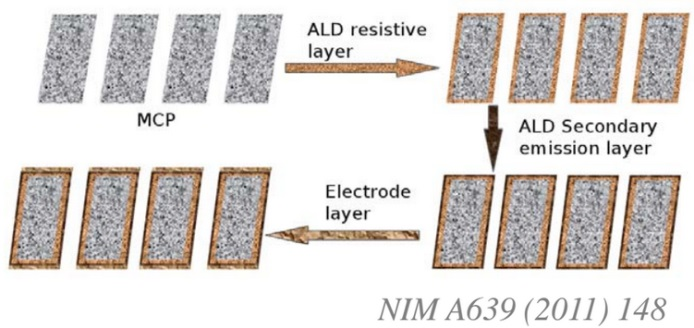 ALD resistive
layer
MCP
ALD Secondary
emission layer
Electrode
layer
NIM A639 (2011) 148